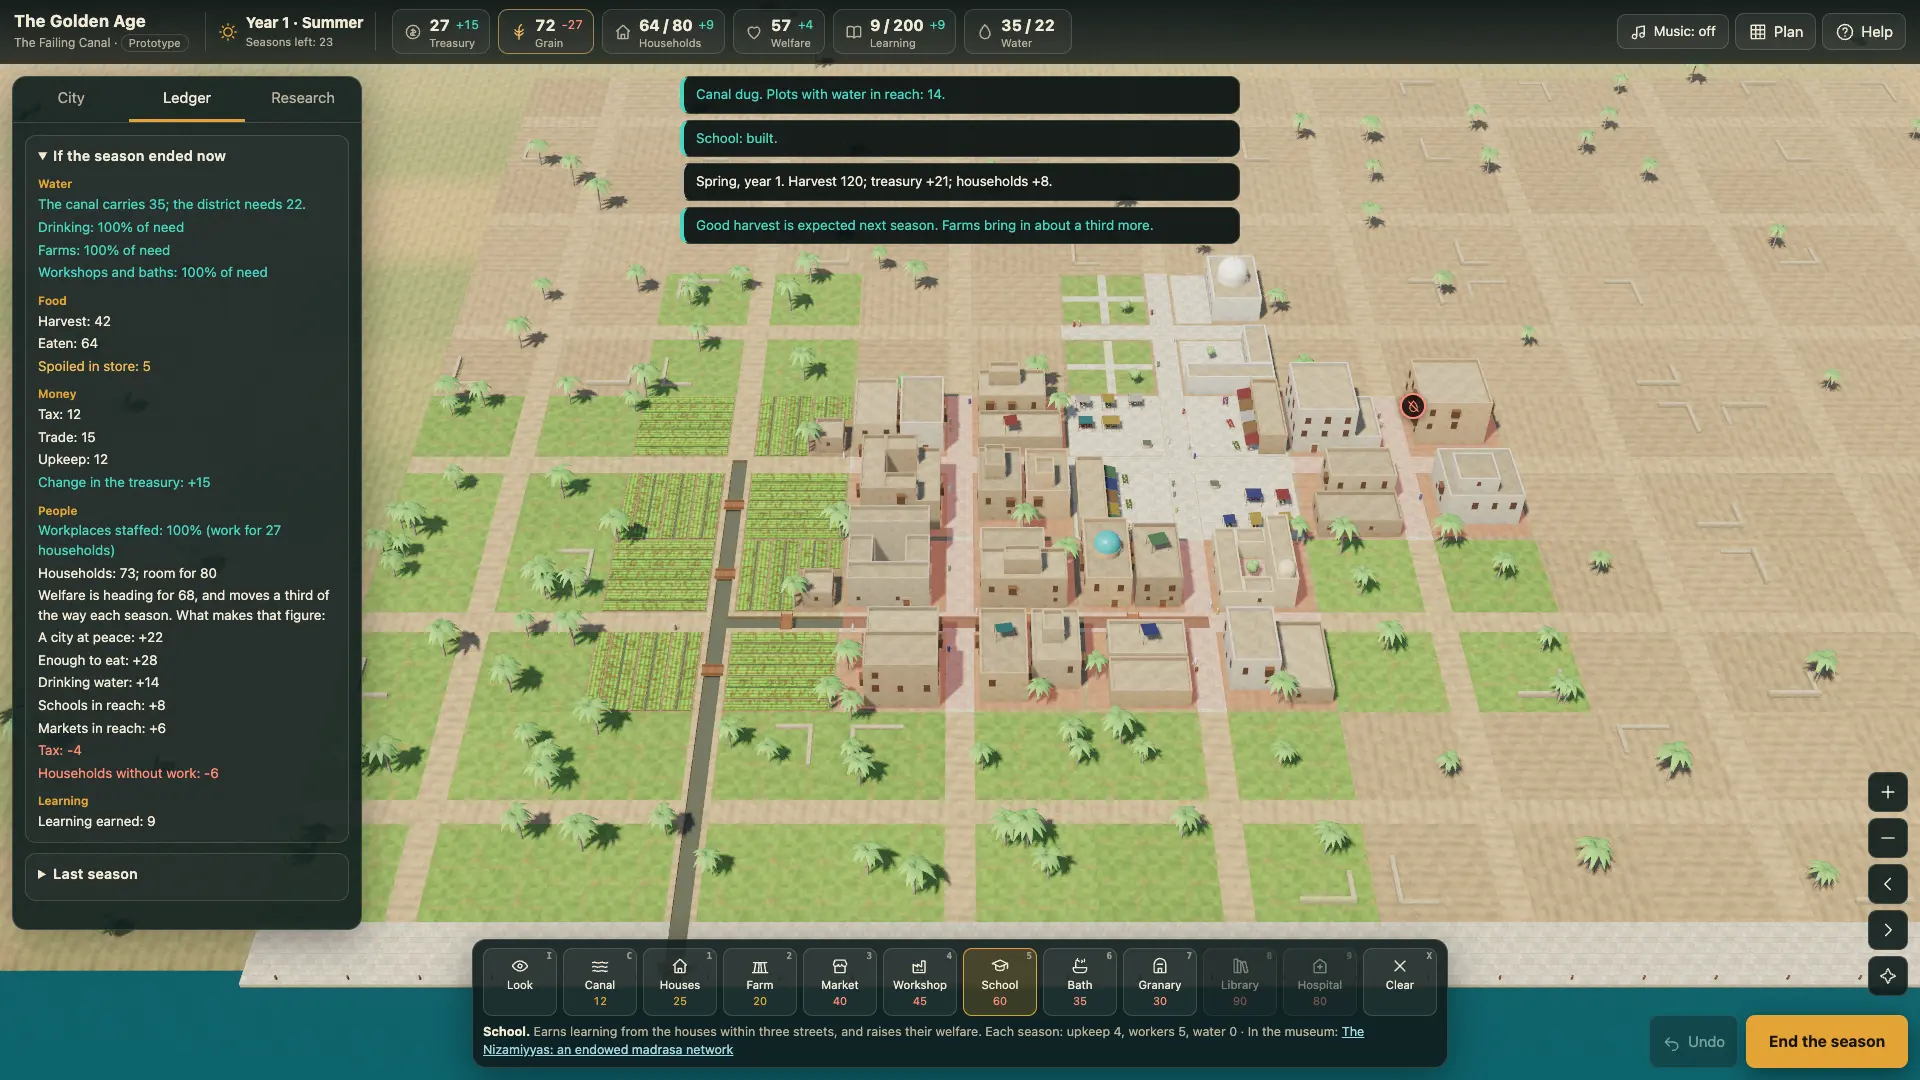 The Golden Age
The Failing Canal · Prototype
Year 1 · Summer
Seasons left: 23
27 +15
Treasury
72 -27
Grain
64 / 80 +9
Households
57 +4
Welfare
9 / 200 +9
Learning
35 / 22
Water
Music: off
Plan
Help
City
Ledger
Research
▼ If the season ended now
Water
The canal carries 35; the district needs 22.
Drinking: 100% of need
Farms: 100% of need
Workshops and baths: 100% of need
Food
Harvest: 42
Eaten: 64
Spoiled in store: 5
Money
Tax: 12
Trade: 15
Upkeep: 12
Change in the treasury: +15
People
Workplaces staffed: 100% (work for 27
households)
Households: 73; room for 80
Welfare is heading for 68, and moves a third of
the way each season. What makes that figure:
A city at peace: +22
Enough to eat: +28
Drinking water: +14
Schools in reach: +8
Markets in reach: +6
Tax: -4
Households without work: -6
Learning
Learning earned: 9
▶ Last season
Canal dug. Plots with water in reach: 14.
School: built.
Spring, year 1. Harvest 120; treasury +21; households +8.
Good harvest is expected next season. Farms bring in about a third more.
I
Look
C
Canal
12
1
Houses
25
2
Farm
20
3
Market
40
4
Workshop
45
5
School
60
6
Bath
35
7
Granary
30
8
Library
90
9
Hospital
80
X
Clear
School. Earns learning from the houses within three streets, and raises their welfare. Each season: upkeep 4, workers 5, water 0 · In the museum: The
Nizamiyyas: an endowed madrasa network
Undo
End the season